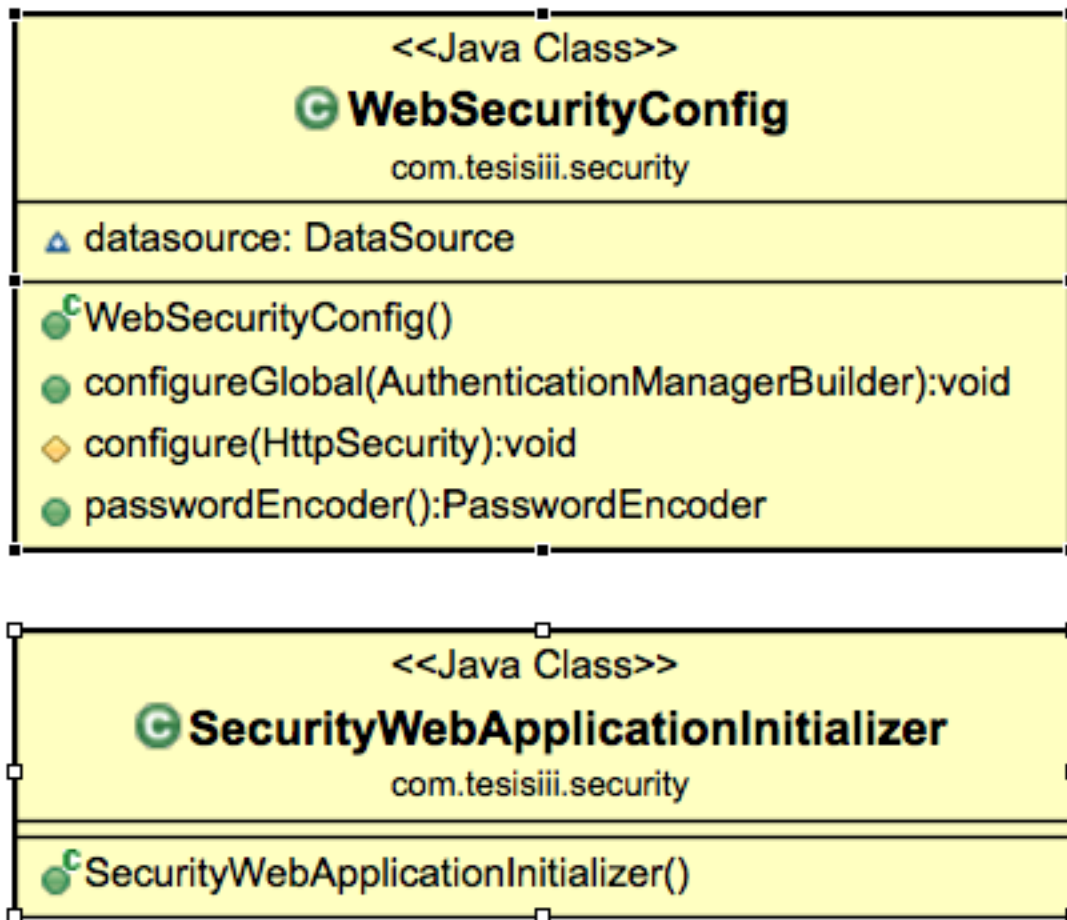 <<Java Class>>
C WebSecurityConfig
com.tesisiii.security
datasource: DataSource
C WebSecurityConfig()
configureGlobal(AuthenticationManagerBuilder):void
configure(HttpSecurity):void
passwordEncoder():PasswordEncoder
<<Java Class>>
C SecurityWebApplicationInitializer
com.tesisiii.security
C SecurityWebApplicationInitializer()